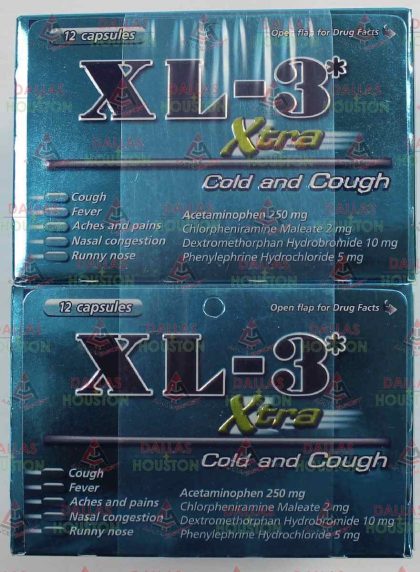 12 capsules
Open flap for Drug Facts
XL-3*
Xtra
Cold and Cough
Cough
Fever
Aches and pains
Nasal congestion
Runny nose
Acetaminophen 250 mg
Chlorpheniramine Maleate 2 mg
Dextromethorphan Hydrobromide 10 mg
Phenylephrine Hydrochloride 5 mg
12 capsules
Open flap for Drug Facts
XL-3*
Xtra
Cold and Cough
Cough
Fever
Aches and pains
Nasal congestion
Runny nose
Acetaminophen 250 mg
Chlorpheniramine Maleate 2 mg
Dextromethorphan Hydrobromide 10 mg
Phenylephrine Hydrochloride 5 mg
DALLAS
HOUSTON